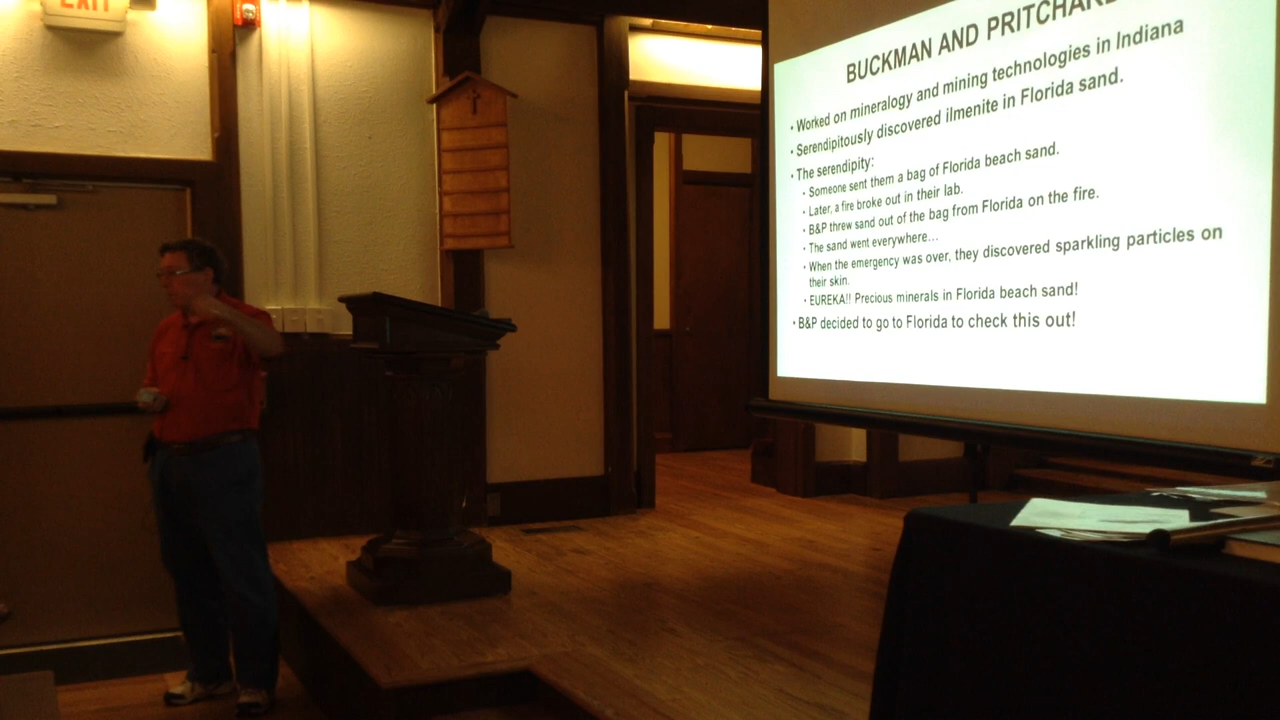 EXIT
BUCKMAN AND PRITCHARD
• Worked on mineralogy and mining technologies in Indiana
• Serendipitously discovered ilmenite in Florida sand.
• The serendipity:
• Someone sent them a bag of Florida beach sand.
• Later, a fire broke out in their lab.
• B&P threw sand out of the bag from Florida on the fire.
• The sand went everywhere…
• When the emergency was over, they discovered sparkling particles on
their skin.
• EUREKA!! Precious minerals in Florida beach sand!
• B&P decided to go to Florida to check this out!